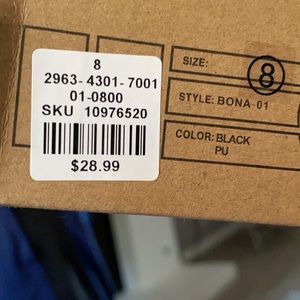 8
2963-4301-7001
01-0800
SKU 10976520
$28.99
SIZE: 8
STYLE: BONA-01
COLOR: BLACK
PU